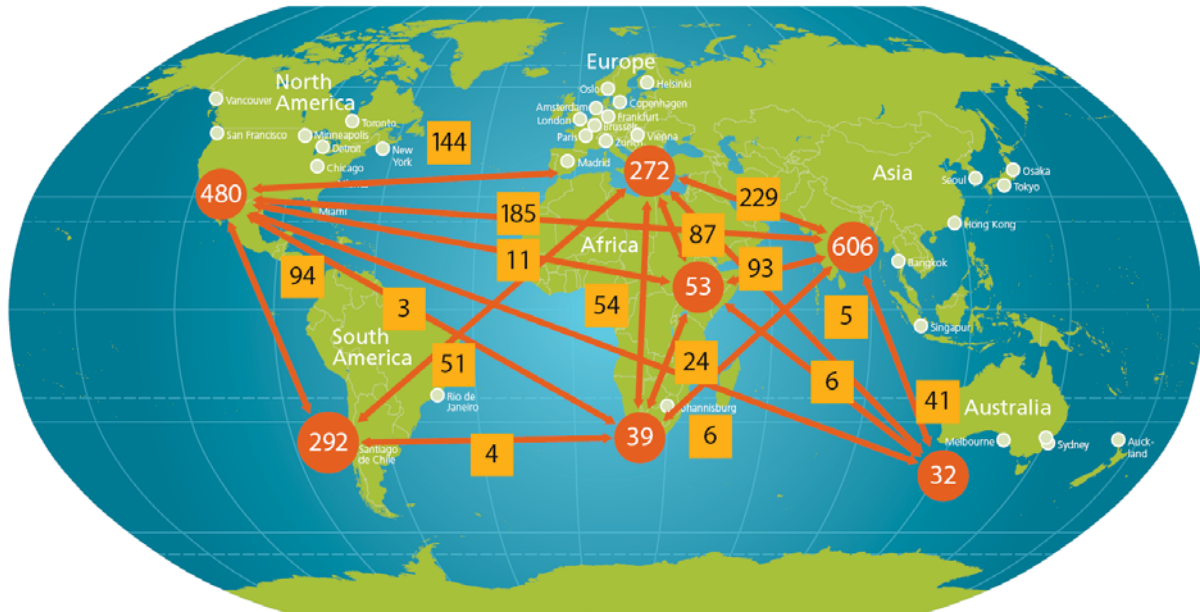 Europe
North
America
Vancouver
San Francisco
Minneapolis
Toronto
Detroit
New
York
Chicago
Miami
Oslo
Helsinki
Amsterdam
Copenhagen
London
Frankfurt
Brüssel
Paris
Zürich
Vienna
Madrid
144
480
272
229
185
87
11
Africa
93
606
53
Asia
Seoul
Osaka
Tokyo
Hong Kong
Bangkok
Singapur
94
3
54
5
South
America
51
24
6
41
Rio de
Janeiro
ohannisburg
6
Australia
292
Santiago
de Chile
4
39
Melbourne
Sydney
Auck-
land
32